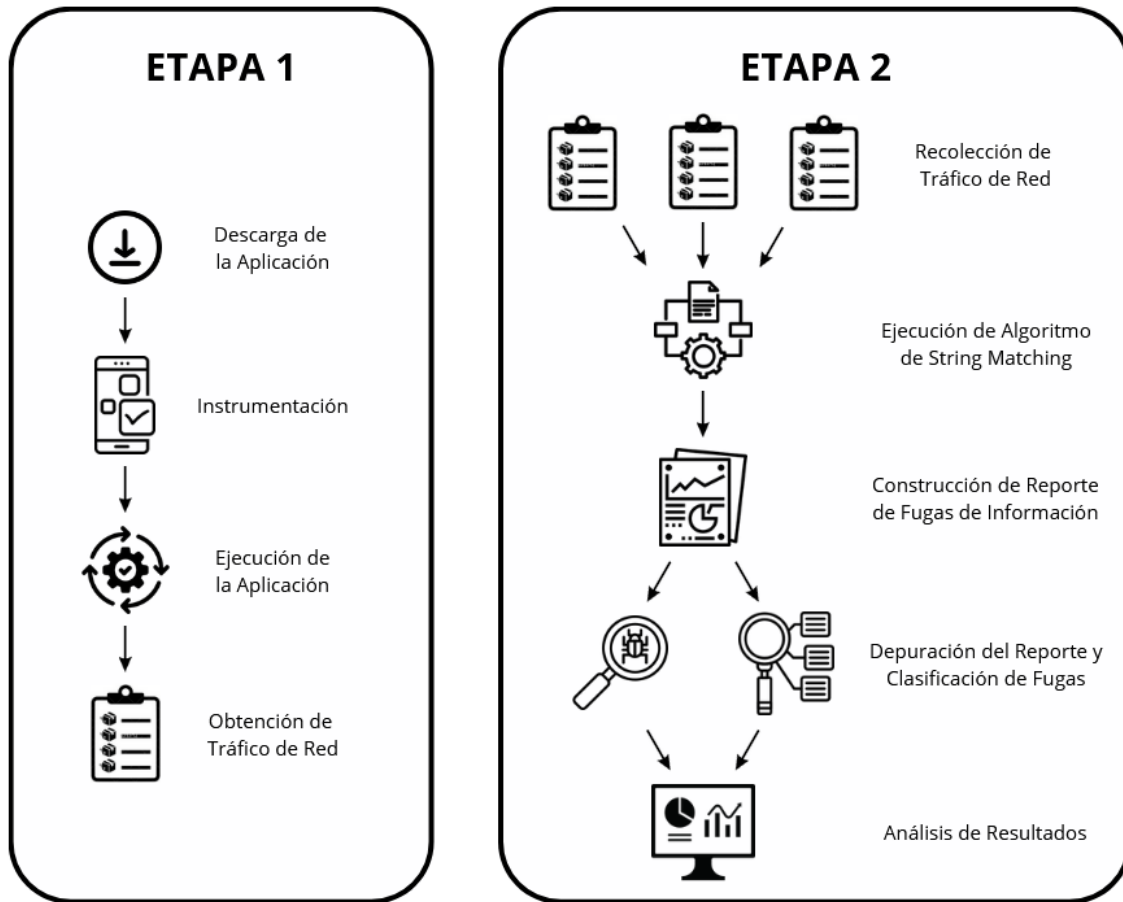 ETAPA 1
Descarga de
la Aplicación
Instrumentación
Ejecución de
la Aplicación
Obtención de
Tráfico de Red
ETAPA 2
Recolección de
Tráfico de Red
Ejecución de Algoritmo
de String Matching
Construcción de Reporte
de Fugas de Información
Depuración del Reporte y
Clasificación de Fugas
Análisis de Resultados